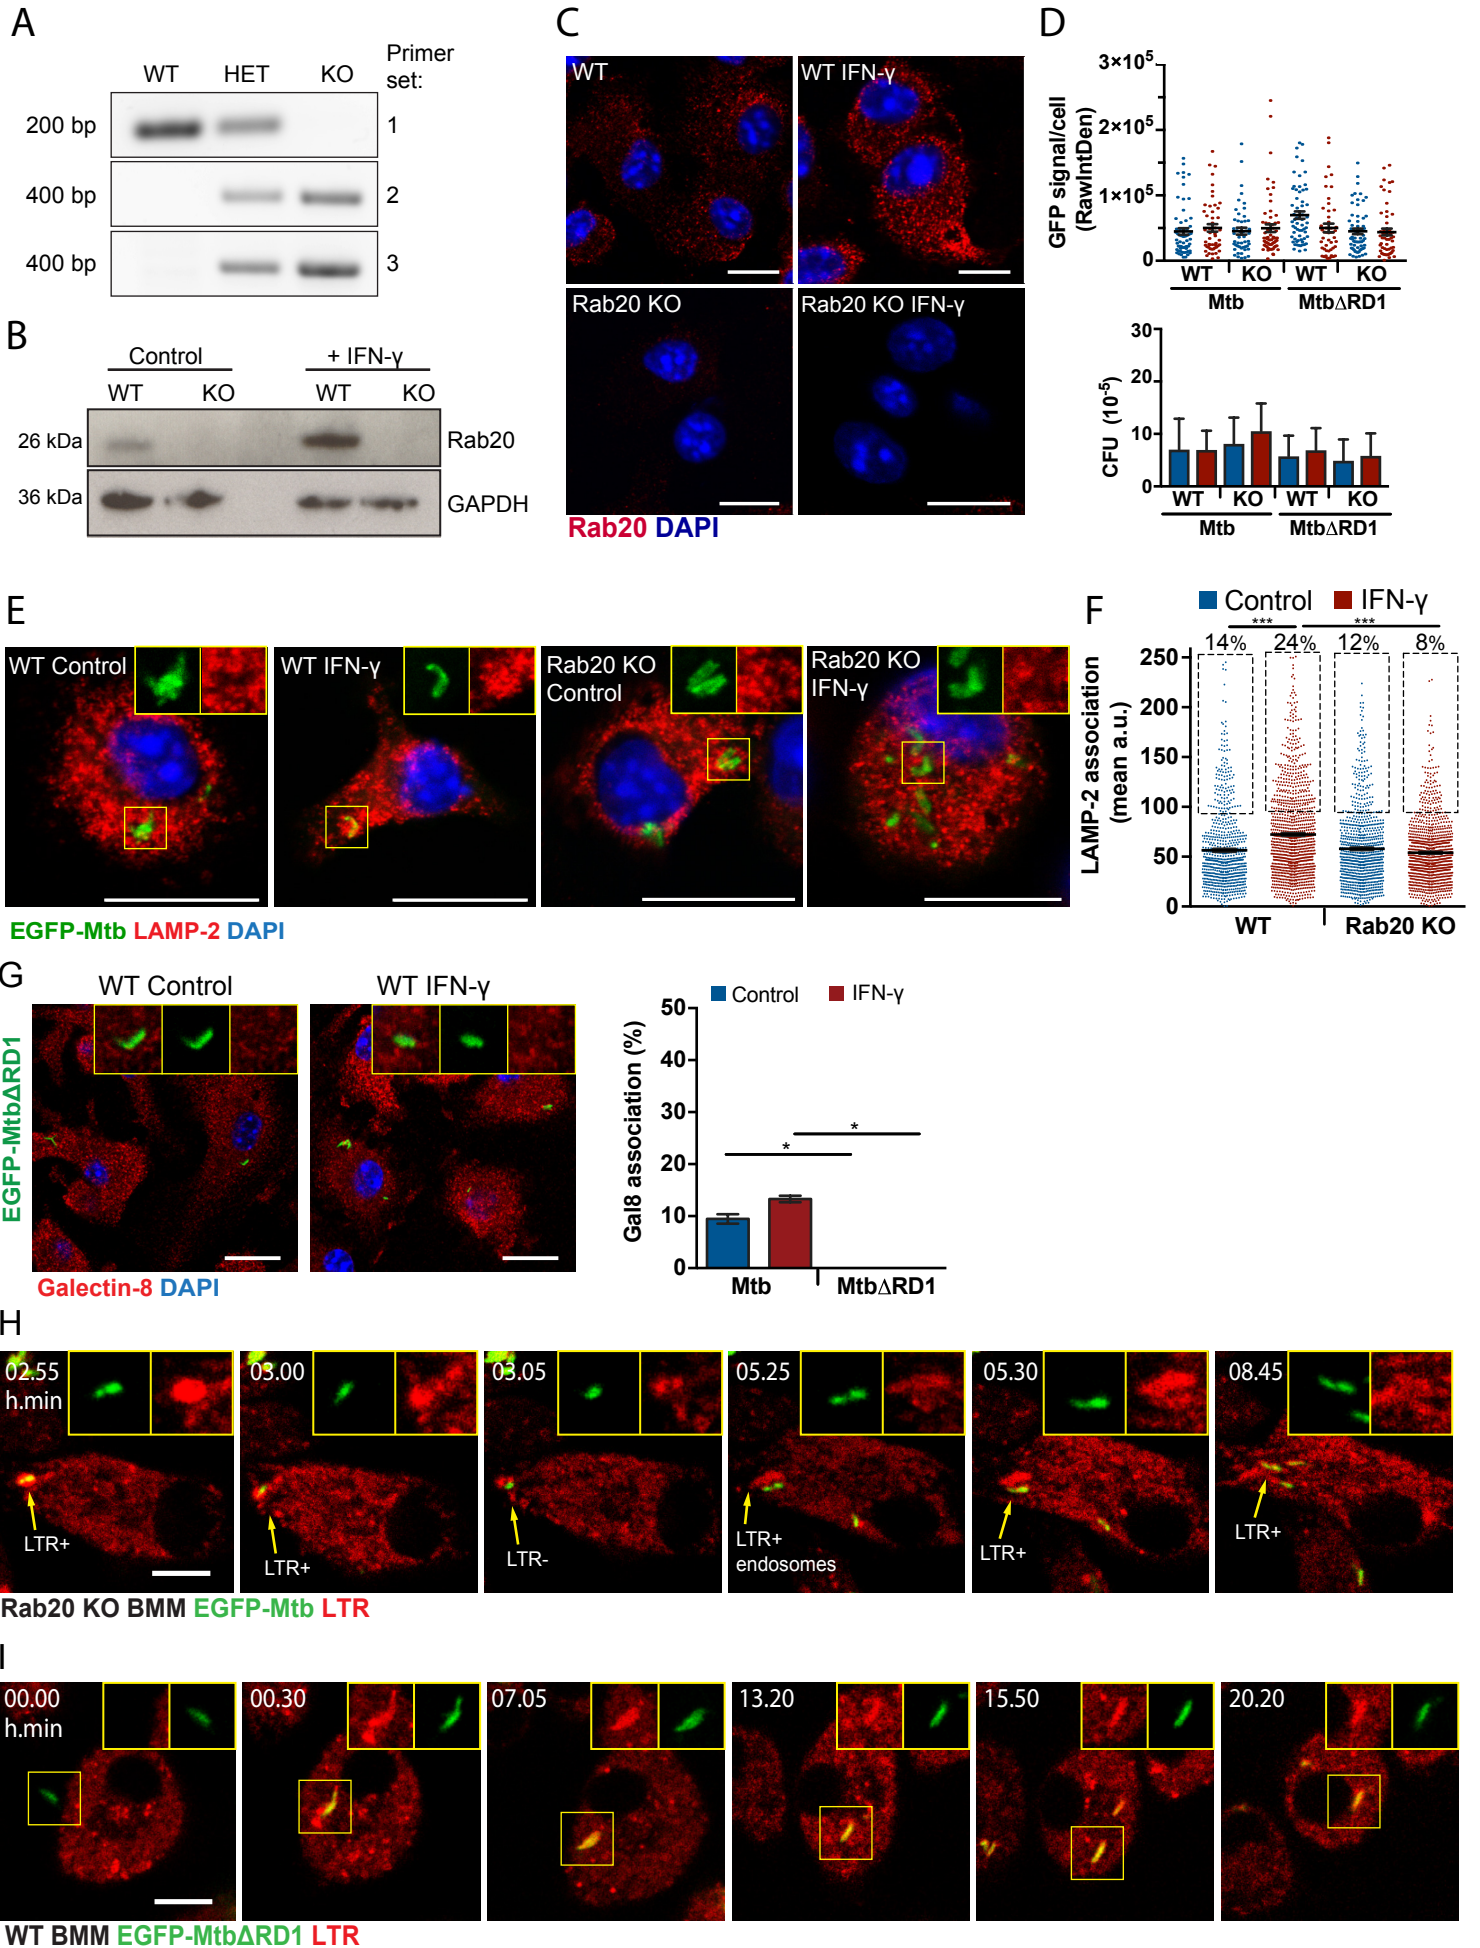 A
WT HET KO Primer set:
200 bp 1
400 bp 2
400 bp 3
B
Control + IFN-γ
WT KO WT KO
26 kDa Rab20
36 kDa GAPDH
C
WT WT IFN-γ
Rab20 KO Rab20 KO IFN-γ
Rab20 DAPI
D
GFP signal/cell
(RawIntDen)
3×10⁵
2×10⁵
1×10⁵
0
WT KO WT KO
Mtb MtbΔRD1
CFU (10⁻⁵)
30
20
10
0
WT KO WT KO
Mtb MtbΔRD1
E
WT Control WT IFN-γ Rab20 KO Control Rab20 KO IFN-γ
EGFP-Mtb LAMP-2 DAPI
F
Control IFN-γ
*** ***
14% 24% 12% 8%
LAMP-2 association
(mean a.u.)
250
200
150
100
50
0
WT Rab20 KO
G
WT Control WT IFN-γ
EGFP-MtbΔRD1
Galectin-8 DAPI
Control IFN-γ
Gal8 association (%)
50
40
30
20
10
0
* *
Mtb MtbΔRD1
H
02.55 h.min 03.00 03.05 05.25 05.30 08.45
LTR+ LTR+ LTR- LTR+ endosomes LTR+ LTR+
Rab20 KO BMM EGFP-Mtb LTR
I
00.00 h.min 00.30 07.05 13.20 15.50 20.20
WT BMM EGFP-MtbΔRD1 LTR